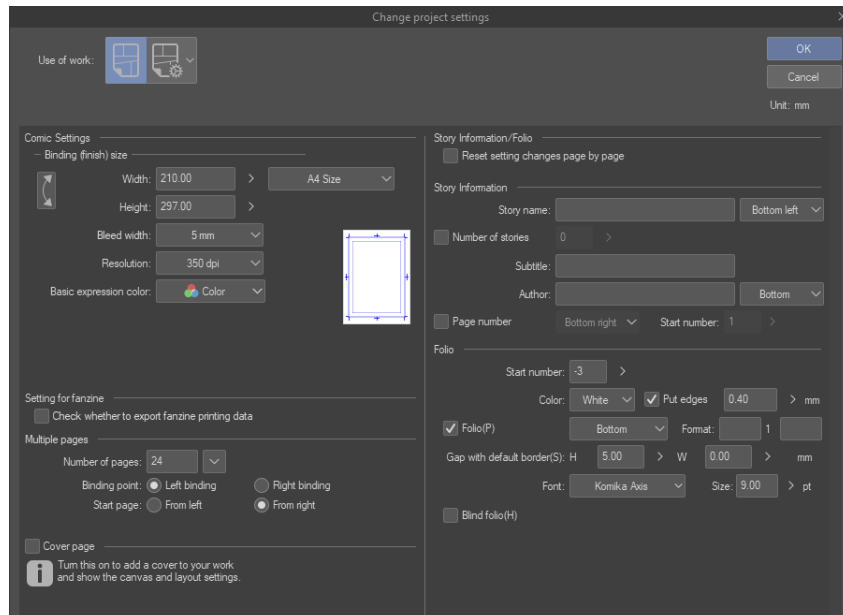 Change project settings
Use of work:
OK
Cancel
Unit: mm
Comic Settings
Binding (finish) size
Width: 210.00 > A4 Size
Height: 297.00 >
Bleed width: 5 mm
Resolution: 350 dpi
Basic expression color: Color
Setting for fanzine
Check whether to export fanzine printing data
Multiple pages
Number of pages: 24
Binding point: Left binding Right binding
Start page: From left From right
Cover page
Turn this on to add a cover to your work
and show the canvas and layout settings.
Story Information/Folio
Reset setting changes page by page
Story Information
Story name: Bottom left
Number of stories 0 >
Subtitle:
Author: Bottom
Page number Bottom right Start number: 1 >
Folio
Start number: -3 >
Color: White Put edges 0.40 > mm
Folio(P) Bottom Format: 1
Gap with default border(S): H 5.00 > W 0.00 > mm
Font: Komika Axis Size: 9.00 > pt
Blind folio(H)